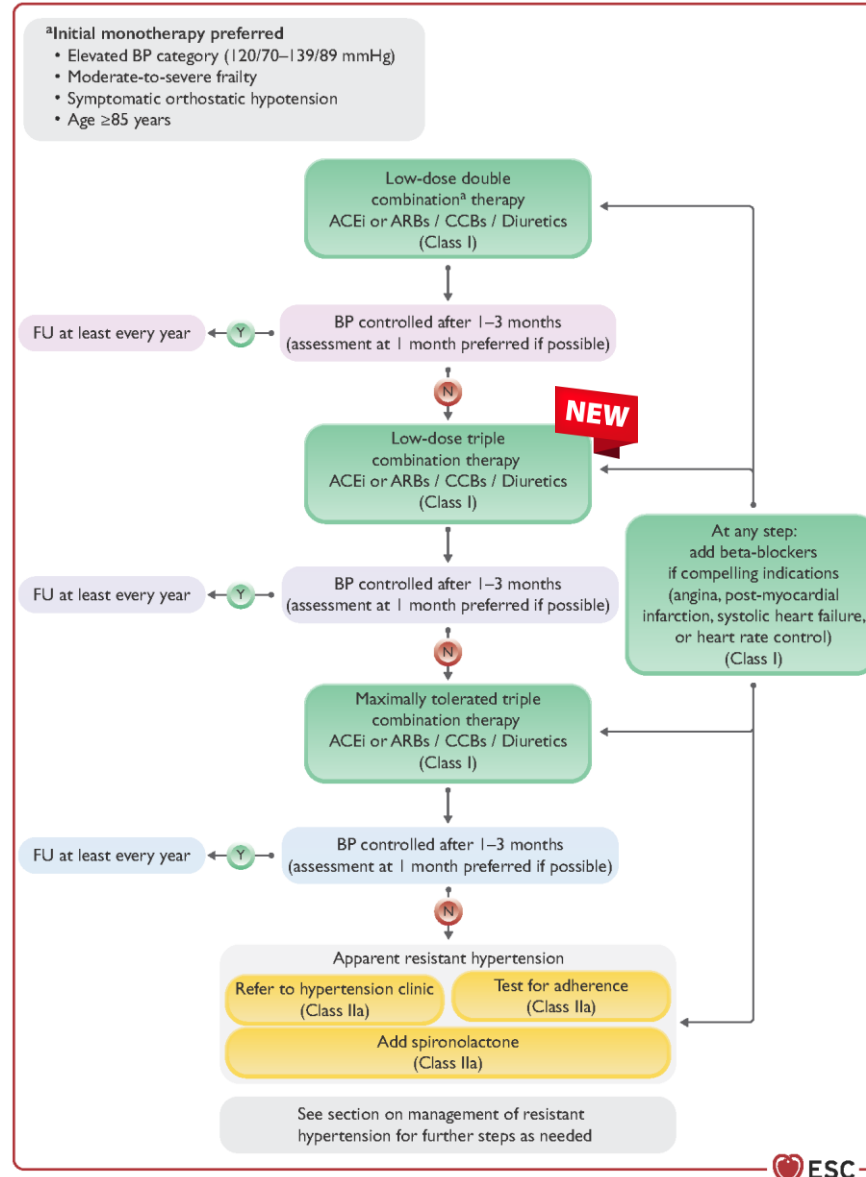 aInitial monotherapy preferred
• Elevated BP category (120/70–139/89 mmHg)
• Moderate-to-severe frailty
• Symptomatic orthostatic hypotension
• Age ≥85 years
Low-dose double
combinationa therapy
ACEi or ARBs / CCBs / Diuretics
(Class I)
FU at least every year
Y
BP controlled after 1–3 months
(assessment at 1 month preferred if possible)
N
NEW
Low-dose triple
combination therapy
ACEi or ARBs / CCBs / Diuretics
(Class I)
At any step:
add beta-blockers
if compelling indications
(angina, post-myocardial
infarction, systolic heart failure,
or heart rate control)
(Class I)
FU at least every year
Y
BP controlled after 1–3 months
(assessment at 1 month preferred if possible)
N
Maximally tolerated triple
combination therapy
ACEi or ARBs / CCBs / Diuretics
(Class I)
FU at least every year
Y
BP controlled after 1–3 months
(assessment at 1 month preferred if possible)
N
Apparent resistant hypertension
Refer to hypertension clinic
(Class IIa)
Test for adherence
(Class IIa)
Add spironolactone
(Class IIa)
See section on management of resistant
hypertension for further steps as needed
ESC